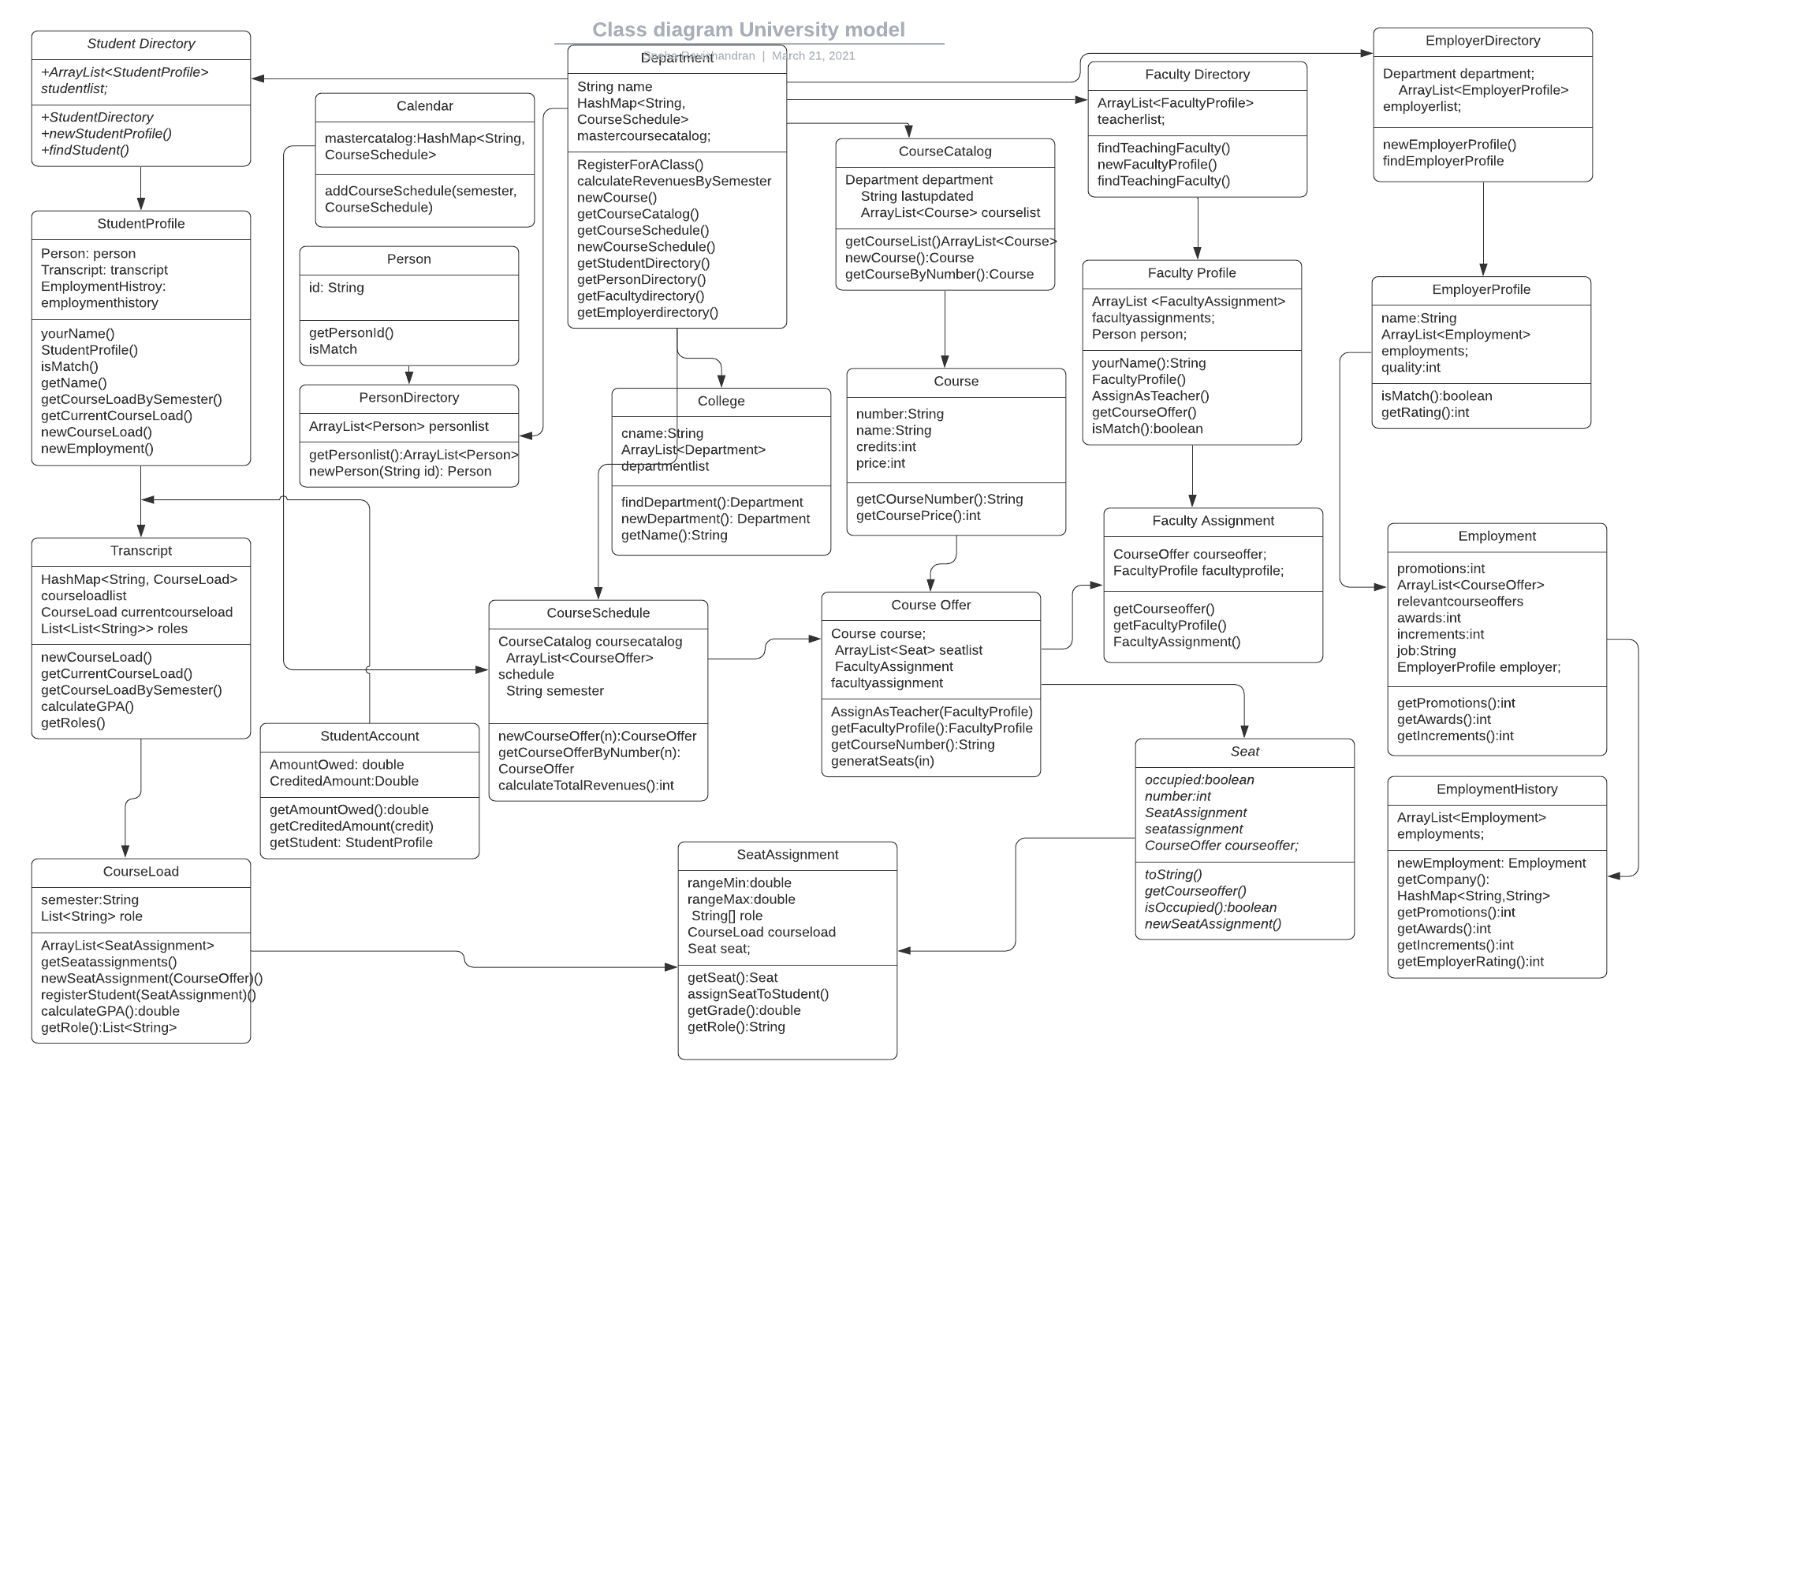 Class diagram University model
Ravichandran | March 21, 2021
Student Directory
+ArrayList<StudentProfile>
studentlist;
+StudentDirectory
+newStudentProfile()
+findStudent()
Calendar
mastercatalog:HashMap<String,
CourseSchedule>
addCourseSchedule(semester,
CourseSchedule)
Department
String name
HashMap<String,
CourseSchedule>
mastercoursecatalog;
RegisterForAClass()
calculateRevenuesBySemester
newCourse()
getCourseCatalog()
getCourseSchedule()
newCourseSchedule()
getStudentDirectory()
getPersonDirectory()
getFacultydirectory()
getEmployerdirectory()
CourseCatalog
Department department
String lastupdated
ArrayList<Course> courselist
getCourseList()ArrayList<Course>
newCourse():Course
getCourseByNumber():Course
Faculty Directory
ArrayList<FacultyProfile>
teacherlist;
findTeachingFaculty()
newFacultyProfile()
findTeachingFaculty()
EmployerDirectory
Department department;
ArrayList<EmployerProfile>
employerlist;
newEmployerProfile()
findEmployerProfile
StudentProfile
Person: person
Transcript: transcript
EmploymentHistroy:
employmenthistory
yourName()
StudentProfile()
isMatch()
getName()
getCourseLoadBySemester()
getCurrentCourseLoad()
newCourseLoad()
newEmployment()
Person
id: String
getPersonId()
isMatch
PersonDirectory
ArrayList<Person> personlist
getPersonlist():ArrayList<Person>
newPerson(String id): Person
College
cname:String
ArrayList<Department>
departmentlist
findDepartment():Department
newDepartment(): Department
getName():String
Course
number:String
name:String
credits:int
price:int
getCOurseNumber():String
getCoursePrice():int
Faculty Profile
ArrayList <FacultyAssignment>
facultyassignments;
Person person;
yourName():String
FacultyProfile()
AssignAsTeacher()
getCourseOffer()
isMatch():boolean
EmployerProfile
name:String
ArrayList<Employment>
employments;
quality:int
isMatch():boolean
getRating():int
Transcript
HashMap<String, CourseLoad>
courseloadlist
CourseLoad currentcourseload
List<List<String>> roles
newCourseLoad()
getCurrentCourseLoad()
getCourseLoadBySemester()
calculateGPA()
getRoles()
StudentAccount
AmountOwed: double
CreditedAmount:Double
getAmountOwed():double
getCreditedAmount(credit)
getStudent: StudentProfile
CourseSchedule
CourseCatalog coursecatalog
ArrayList<CourseOffer>
schedule
String semester
newCourseOffer(n):CourseOffer
getCourseOfferByNumber(n):
CourseOffer
calculateTotalRevenues():int
Course Offer
Course course;
ArrayList<Seat> seatlist
FacultyAssignment
facultyassignment
AssignAsTeacher(FacultyProfile)
getFacultyProfile():FacultyProfile
getCourseNumber():String
generatSeats(in)
Faculty Assignment
CourseOffer courseoffer;
FacultyProfile facultyprofile;
getCourseoffer()
getFacultyProfile()
FacultyAssignment()
Employment
promotions:int
ArrayList<CourseOffer>
relevantcourseoffers
awards:int
increments:int
job:String
EmployerProfile employer;
getPromotions():int
getAwards():int
getIncrements():int
Seat
occupied:boolean
number:int
SeatAssignment
seatassignment
CourseOffer courseoffer;
toString()
getCourseoffer()
isOccupied():boolean
newSeatAssignment()
EmploymentHistory
ArrayList<Employment>
employments;
newEmployment: Employment
getCompany():
HashMap<String,String>
getPromotions():int
getAwards():int
getIncrements():int
getEmployerRating():int
CourseLoad
semester:String
List<String> role
ArrayList<SeatAssignment>
getSeatassignments()
newSeatAssignment(CourseOffer)()
registerStudent(SeatAssignment)()
calculateGPA():double
getRole():List<String>
SeatAssignment
rangeMin:double
rangeMax:double
String[] role
CourseLoad courseload
Seat seat;
getSeat():Seat
assignSeatToStudent()
getGrade():double
getRole():String